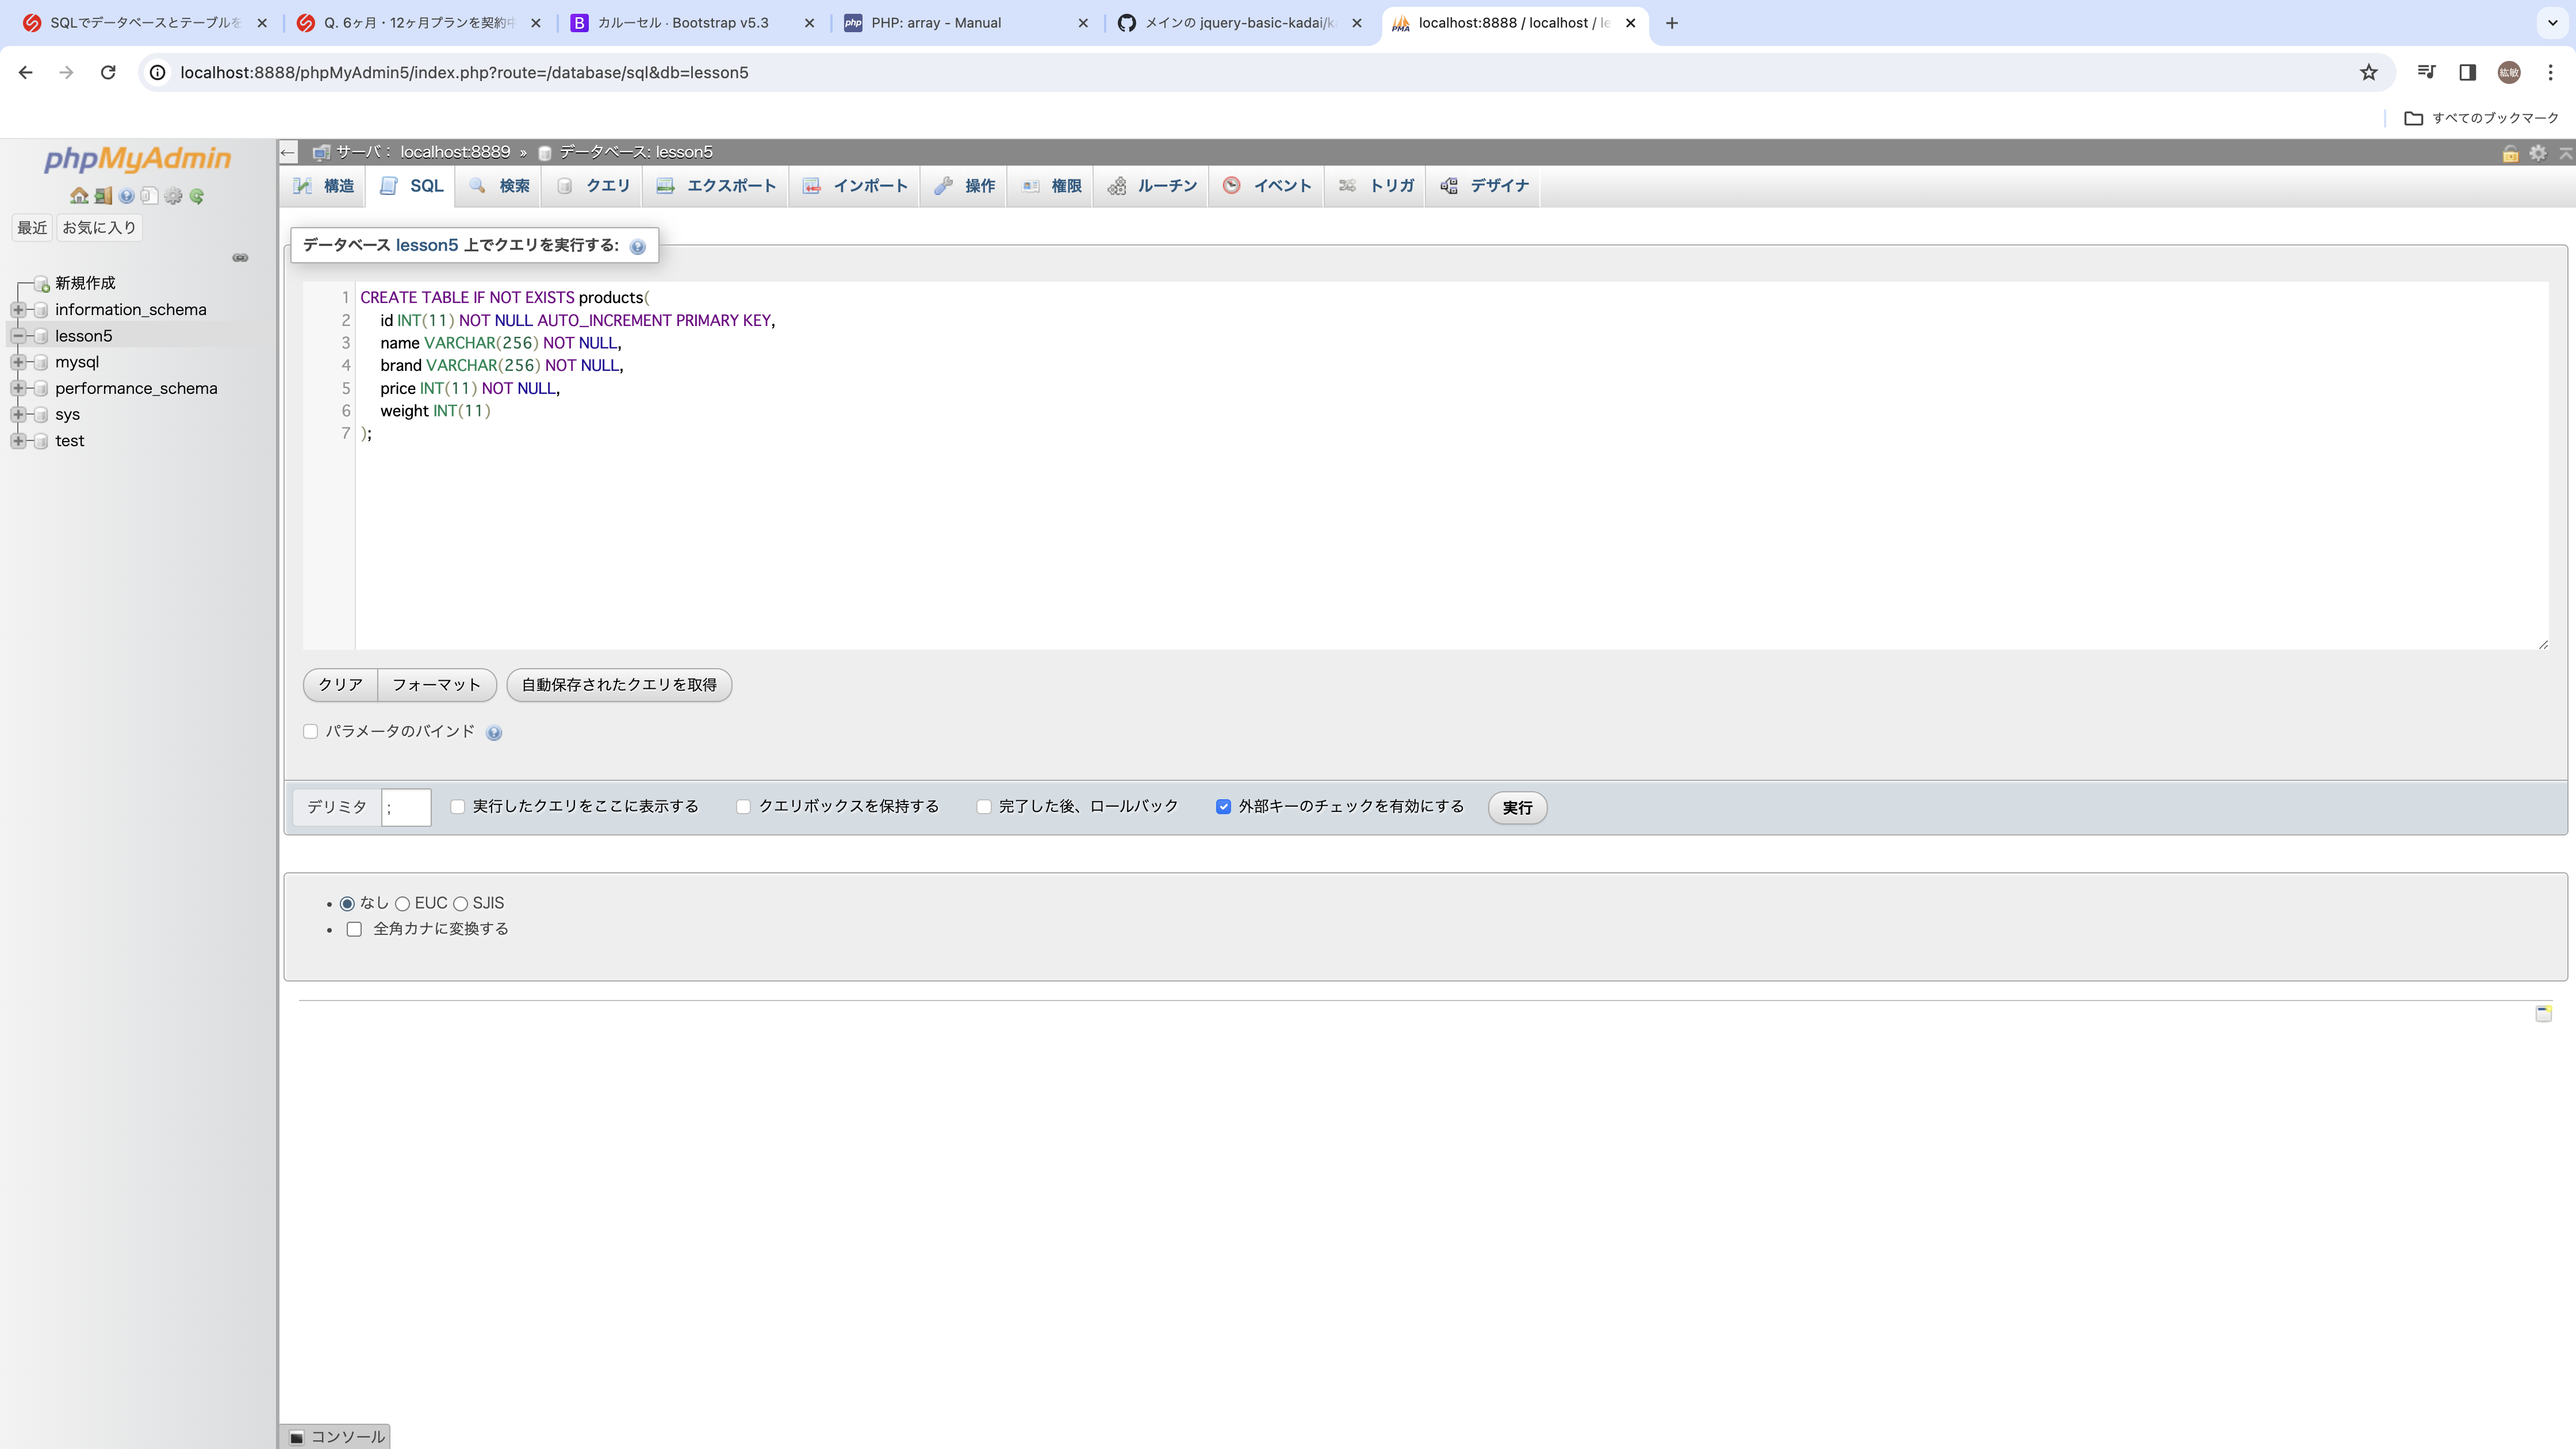 SQLでデータベースとテーブルを
Q. 6ヶ月・12ヶ月プランを契約中
B カルーセル · Bootstrap v5.3
php PHP: array - Manual
メインの jquery-basic-kadai/k
PMA localhost:8888 / localhost / le
localhost:8888/phpMyAdmin5/index.php?route=/database/sql&db=lesson5
紘敏
すべてのブックマーク
phpMyAdmin
最近 お気に入り
新規作成
information_schema
lesson5
mysql
performance_schema
sys
test
サーバ： localhost:8889 » データベース: lesson5
構造 SQL 検索 クエリ エクスポート インポート 操作 権限 ルーチン イベント トリガ デザイナ
データベース lesson5 上でクエリを実行する:
1 CREATE TABLE IF NOT EXISTS products(
2 id INT(11) NOT NULL AUTO_INCREMENT PRIMARY KEY,
3 name VARCHAR(256) NOT NULL,
4 brand VARCHAR(256) NOT NULL,
5 price INT(11) NOT NULL,
6 weight INT(11)
7 );
クリア フォーマット 自動保存されたクエリを取得
パラメータのバインド
デリミタ ; 実行したクエリをここに表示する クエリボックスを保持する 完了した後、ロールバック 外部キーのチェックを有効にする 実行
• なし EUC SJIS
• 全角カナに変換する
コンソール